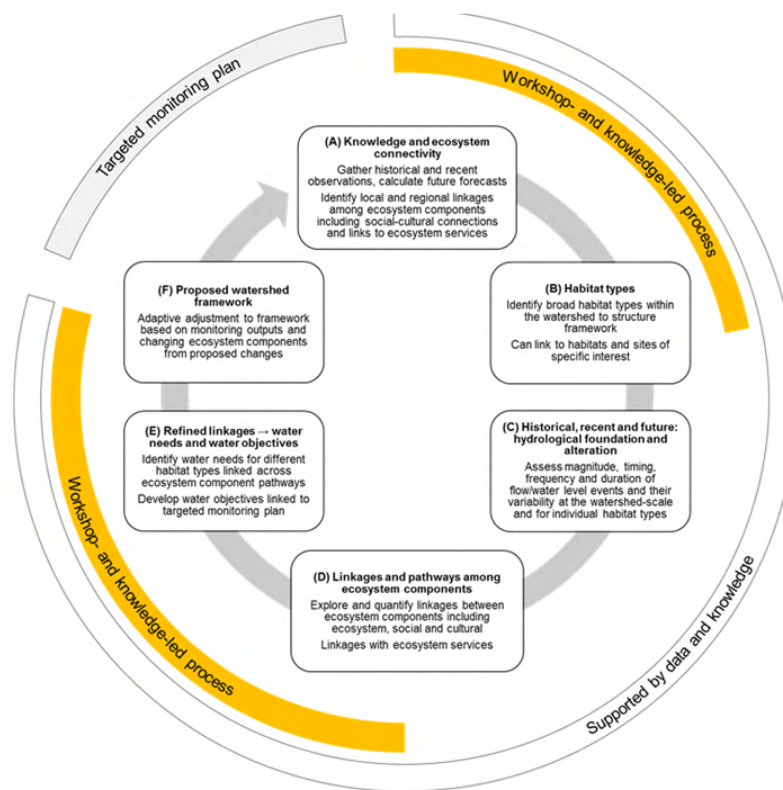 Targeted monitoring plan
Workshop- and knowledge-led process
(A) Knowledge and ecosystem
connectivity
Gather historical and recent
observations, calculate future forecasts
Identify local and regional linkages
among ecosystem components
including social-cultural connections
and links to ecosystem services
(B) Habitat types
Identify broad habitat types within
the watershed to structure
framework
Can link to habitats and sites of
specific interest
(C) Historical, recent and future:
hydrological foundation and
alteration
Assess magnitude, timing,
frequency and duration of
flow/water level events and their
variability at the watershed-scale
and for individual habitat types
(D) Linkages and pathways among
ecosystem components
Explore and quantify linkages between
ecosystem components including
ecosystem, social and cultural
Linkages with ecosystem services
(E) Refined linkages → water
needs and water objectives
Identify water needs for different
habitat types linked across
ecosystem component pathways
Develop water objectives linked to
targeted monitoring plan
(F) Proposed watershed
framework
Adaptive adjustment to framework
based on monitoring outputs and
changing ecosystem components
from proposed changes
Workshop- and knowledge-led process
Supported by data and knowledge